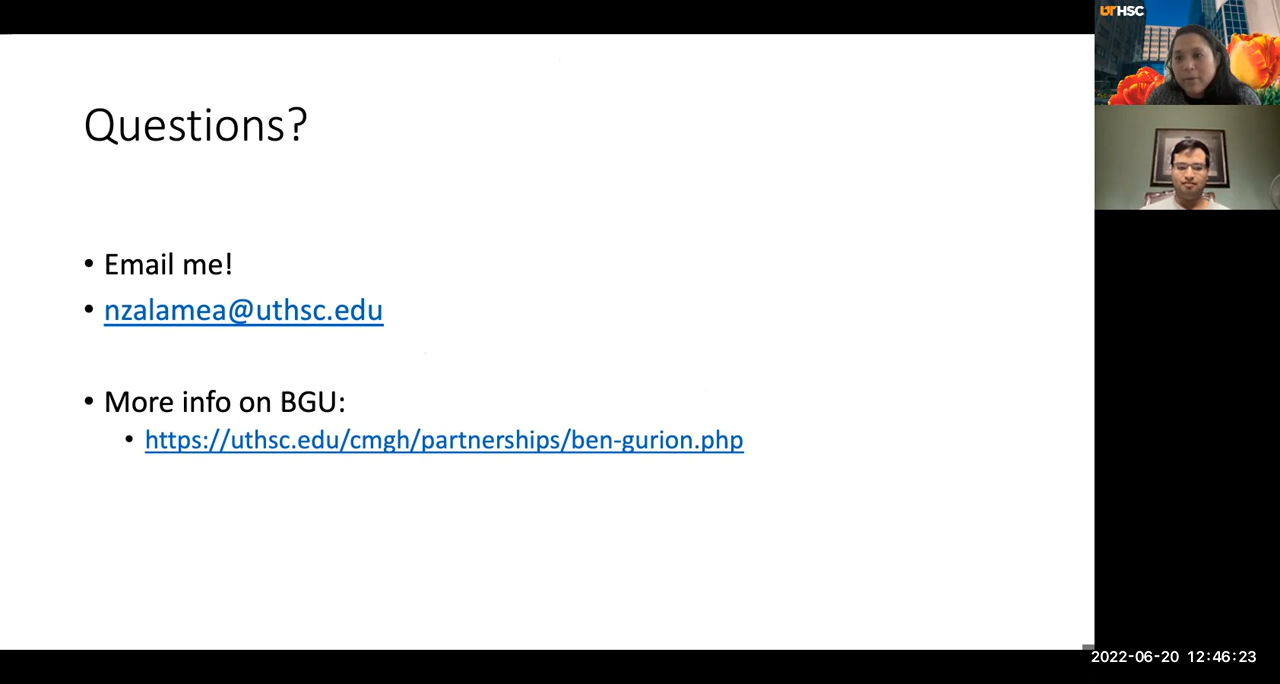 UTHSC
Questions?
• Email me!
• nzalamea@uthsc.edu
• More info on BGU:
• https://uthsc.edu/cmgh/partnerships/ben-gurion.php
2022-06-20 12:46:23